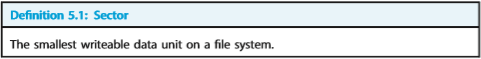 Definition 5.1: Sector
The smallest writeable data unit on a file system.